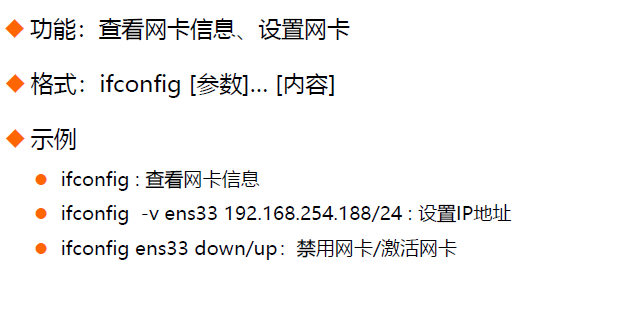 功能：查看网卡信息、设置网卡
格式：ifconfig [参数]... [内容]
示例
ifconfig : 查看网卡信息
ifconfig -v ens33 192.168.254.188/24 : 设置IP地址
ifconfig ens33 down/up：禁用网卡/激活网卡